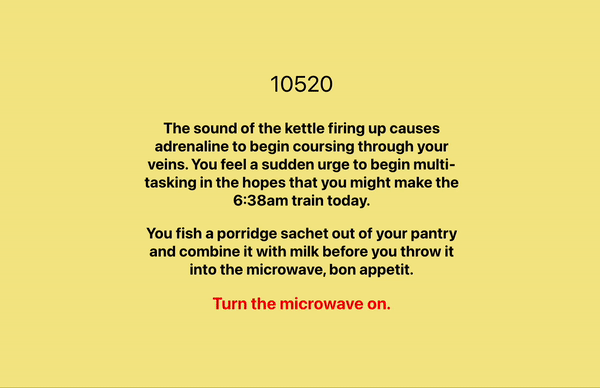 10520
The sound of the kettle firing up causes
adrenaline to begin coursing through your
veins. You feel a sudden urge to begin multi-
tasking in the hopes that you might make the
6:38am train today.
You fish a porridge sachet out of your pantry
and combine it with milk before you throw it
into the microwave, bon appetit.
Turn the microwave on.